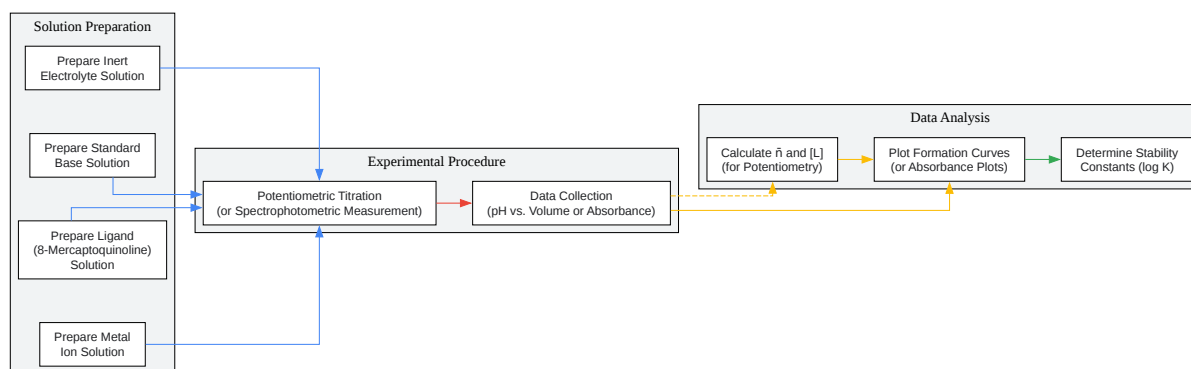 Solution Preparation
Prepare Inert
Electrolyte Solution
Prepare Standard
Base Solution
Prepare Ligand
(8-Mercaptoquinoline)
Solution
Prepare Metal
Ion Solution
Experimental Procedure
Potentiometric Titration
(or Spectrophotometric Measurement)
Data Collection
(pH vs. Volume or Absorbance)
Data Analysis
Calculate n̄ and [L]
(for Potentiometry)
Plot Formation Curves
(or Absorbance Plots)
Determine Stability
Constants (log K)